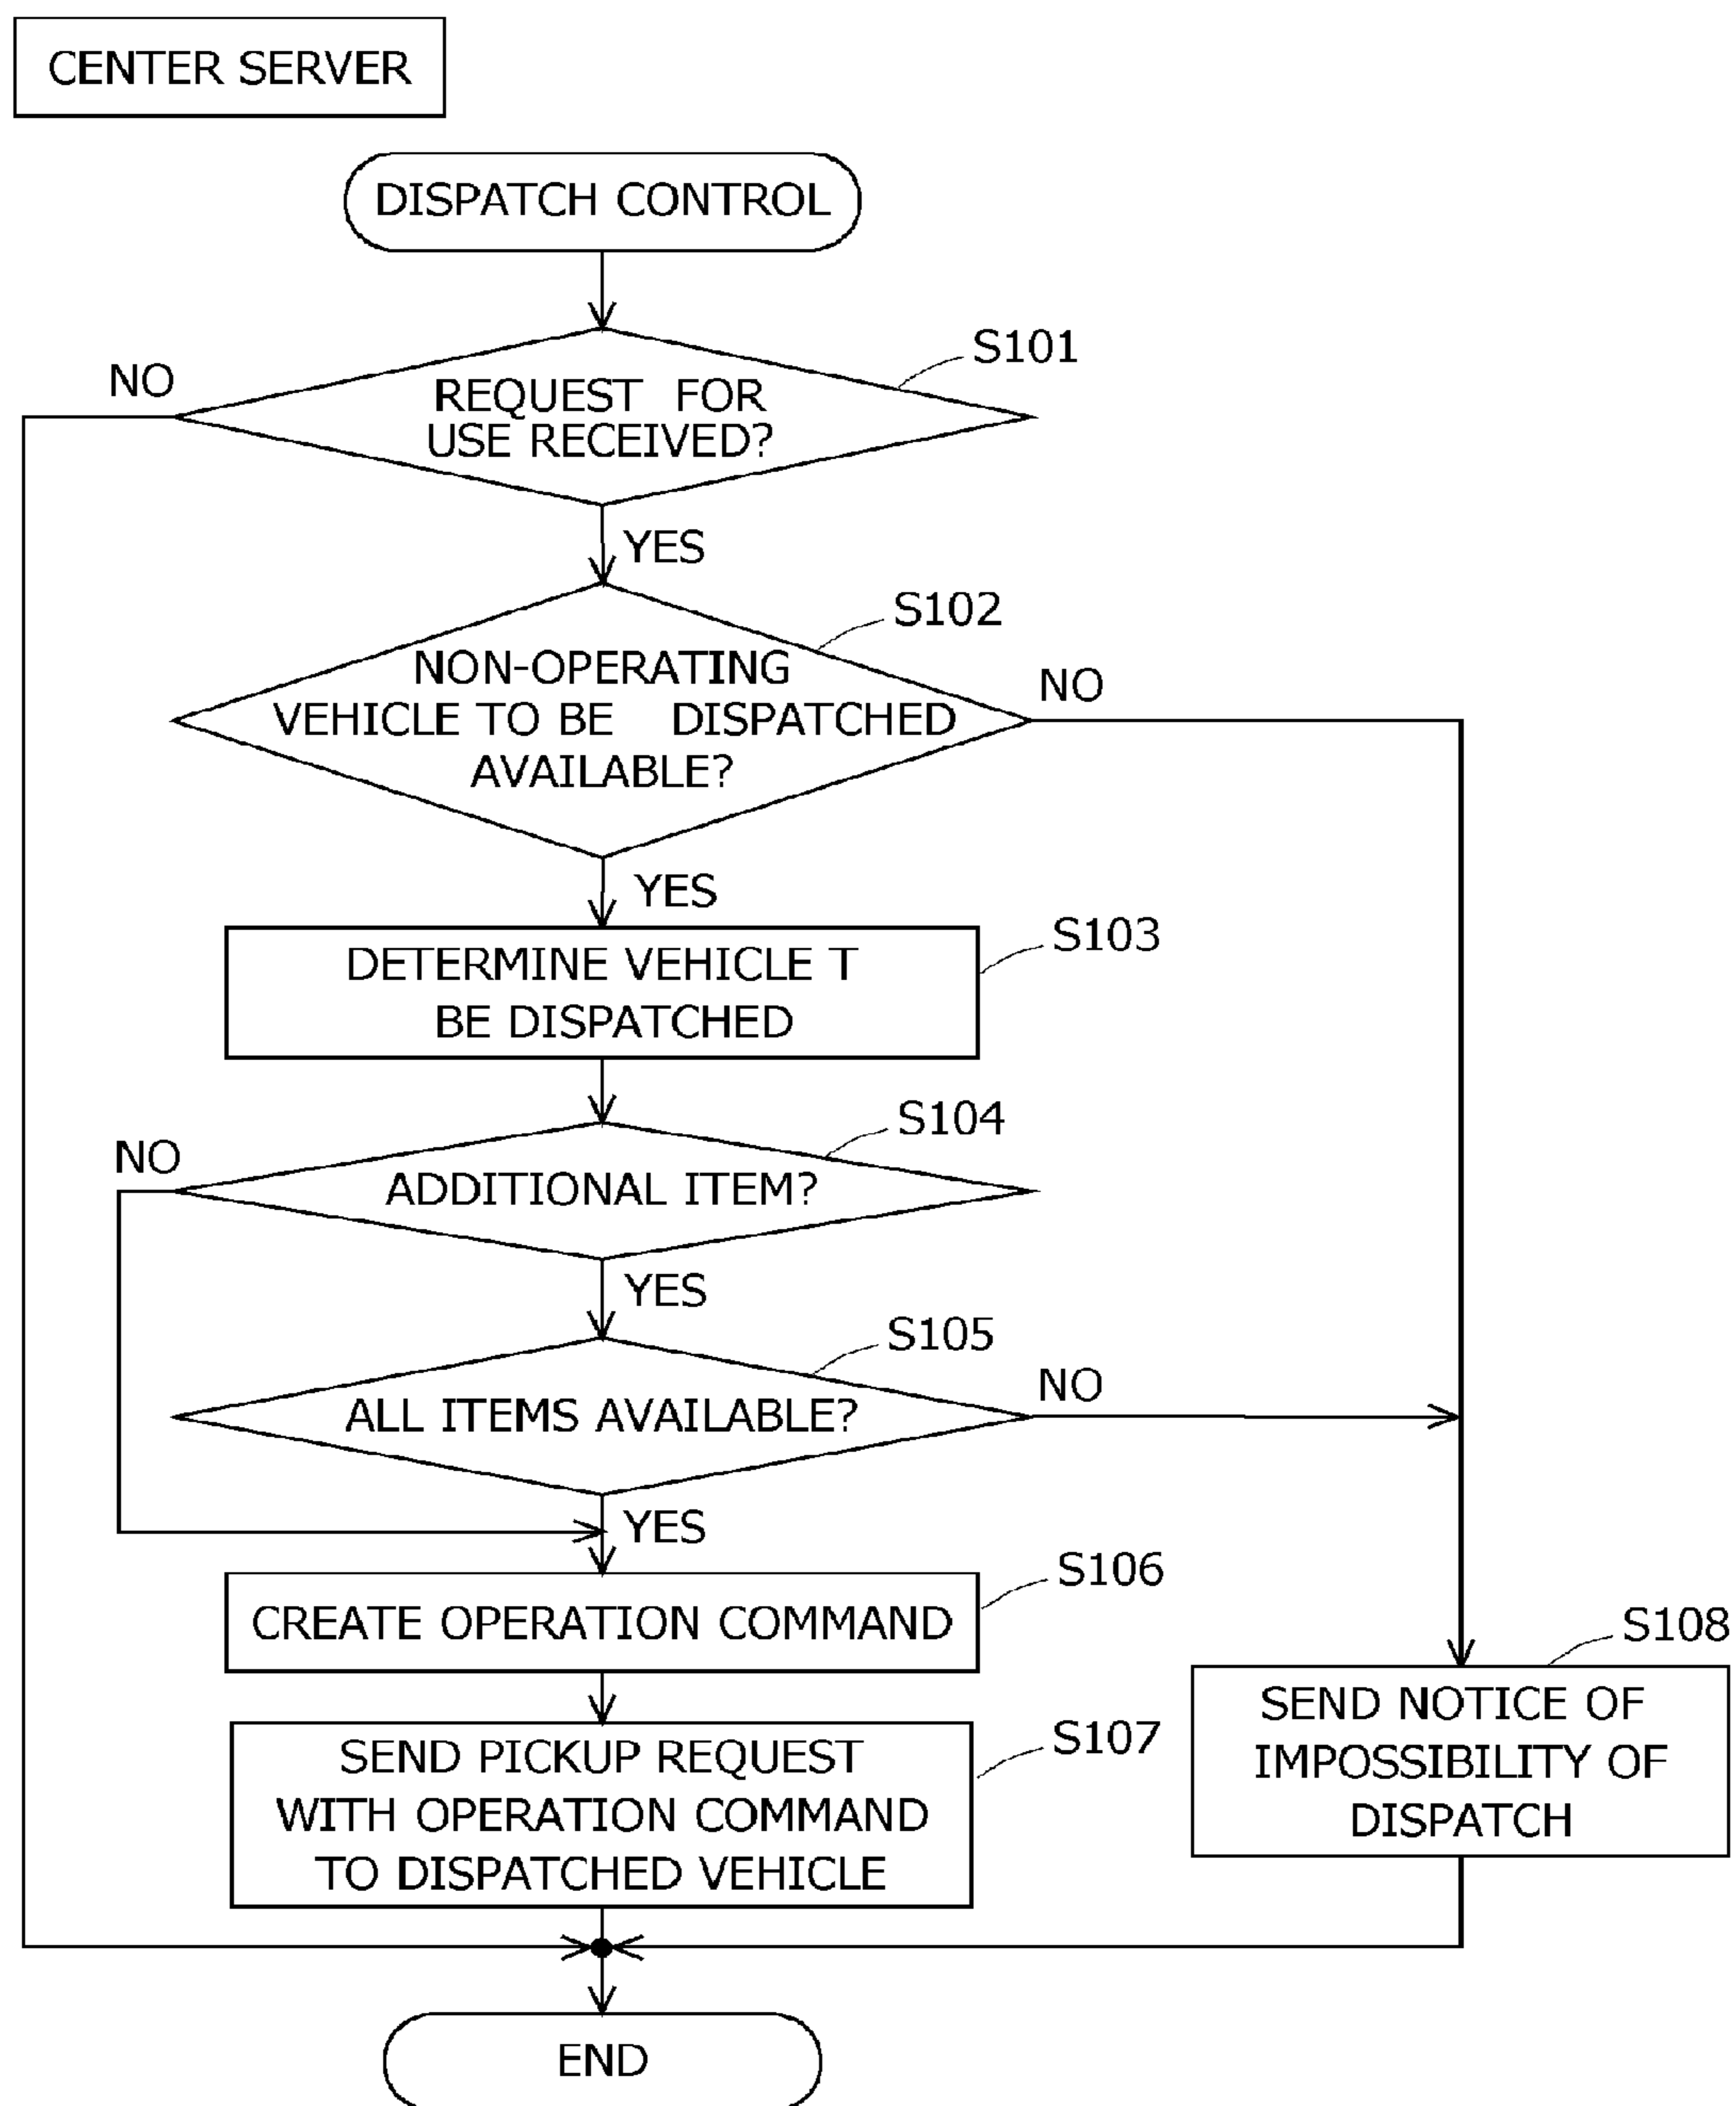 CENTER SERVER
DISPATCH CONTROL
S101
NO
REQUEST FOR
USE RECEIVED?
YES
S102
NON-OPERATING
VEHICLE TO BE DISPATCHED
AVAILABLE?
NO
YES
S103
DETERMINE VEHICLE T
BE DISPATCHED
S104
NO
ADDITIONAL ITEM?
YES
S105
NO
ALL ITEMS AVAILABLE?
YES
S106
CREATE OPERATION COMMAND
S108
SEND NOTICE OF
IMPOSSIBILITY OF
DISPATCH
S107
SEND PICKUP REQUEST
WITH OPERATION COMMAND
TO DISPATCHED VEHICLE
END